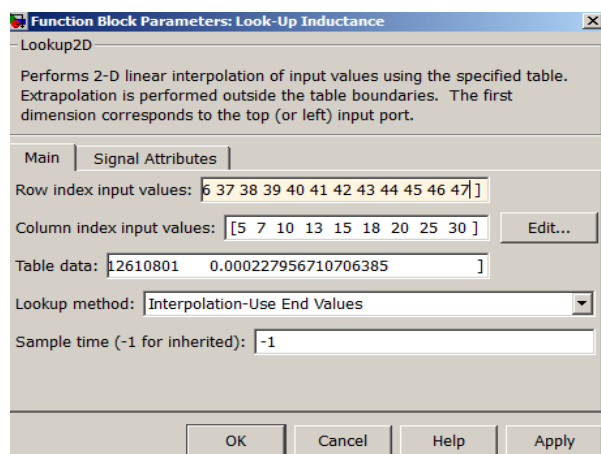 Function Block Parameters: Look-Up Inductance
Lookup2D
Performs 2-D linear interpolation of input values using the specified table.
Extrapolation is performed outside the table boundaries. The first
dimension corresponds to the top (or left) input port.
Main Signal Attributes
Row index input values: 6 37 38 39 40 41 42 43 44 45 46 47 ]
Column index input values: [5 7 10 13 15 18 20 25 30 ] Edit...
Table data: 12610801 0.000227956710706385 ]
Lookup method: Interpolation-Use End Values
Sample time (-1 for inherited): -1
OK Cancel Help Apply